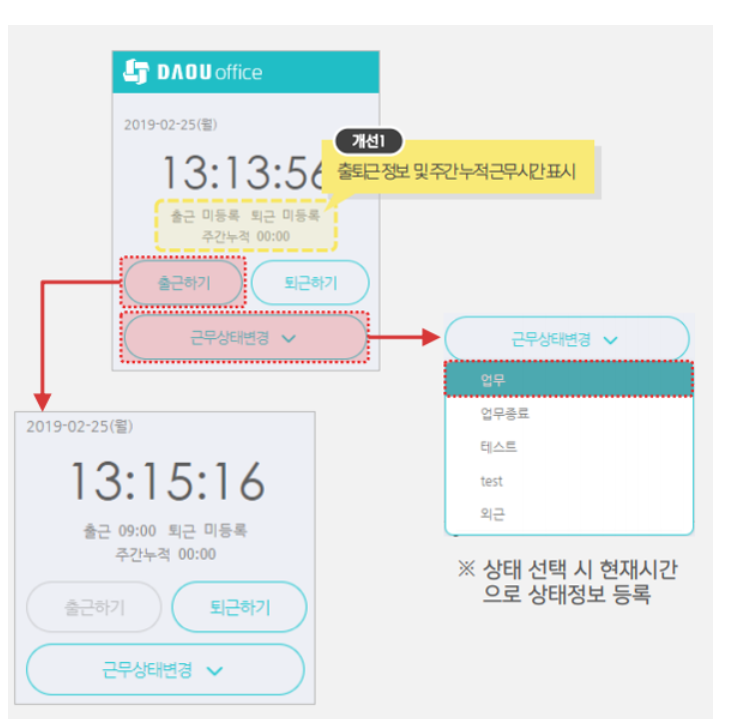 DAOU office
2019-02-25(월)
개선1
13:13:56
출퇴근 정보 및 주간 누적 근무시간 표시
출근 미등록 퇴근 미등록
주간누적 00:00
출근하기
퇴근하기
근무상태변경
근무상태변경
업무
업무종료
테스트
test
외근
※ 상태 선택 시 현재시간
으로 상태정보 등록
2019-02-25(월)
13:15:16
출근 09:00 퇴근 미등록
주간누적 00:00
출근하기
퇴근하기
근무상태변경